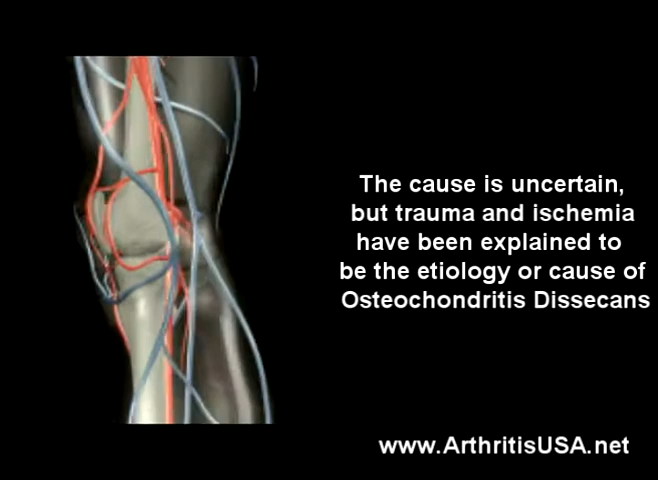 The cause is uncertain,
but trauma and ischemia
have been explained to
be the etiology or cause of
Osteochondritis Dissecans
www.ArthritisUSA.net